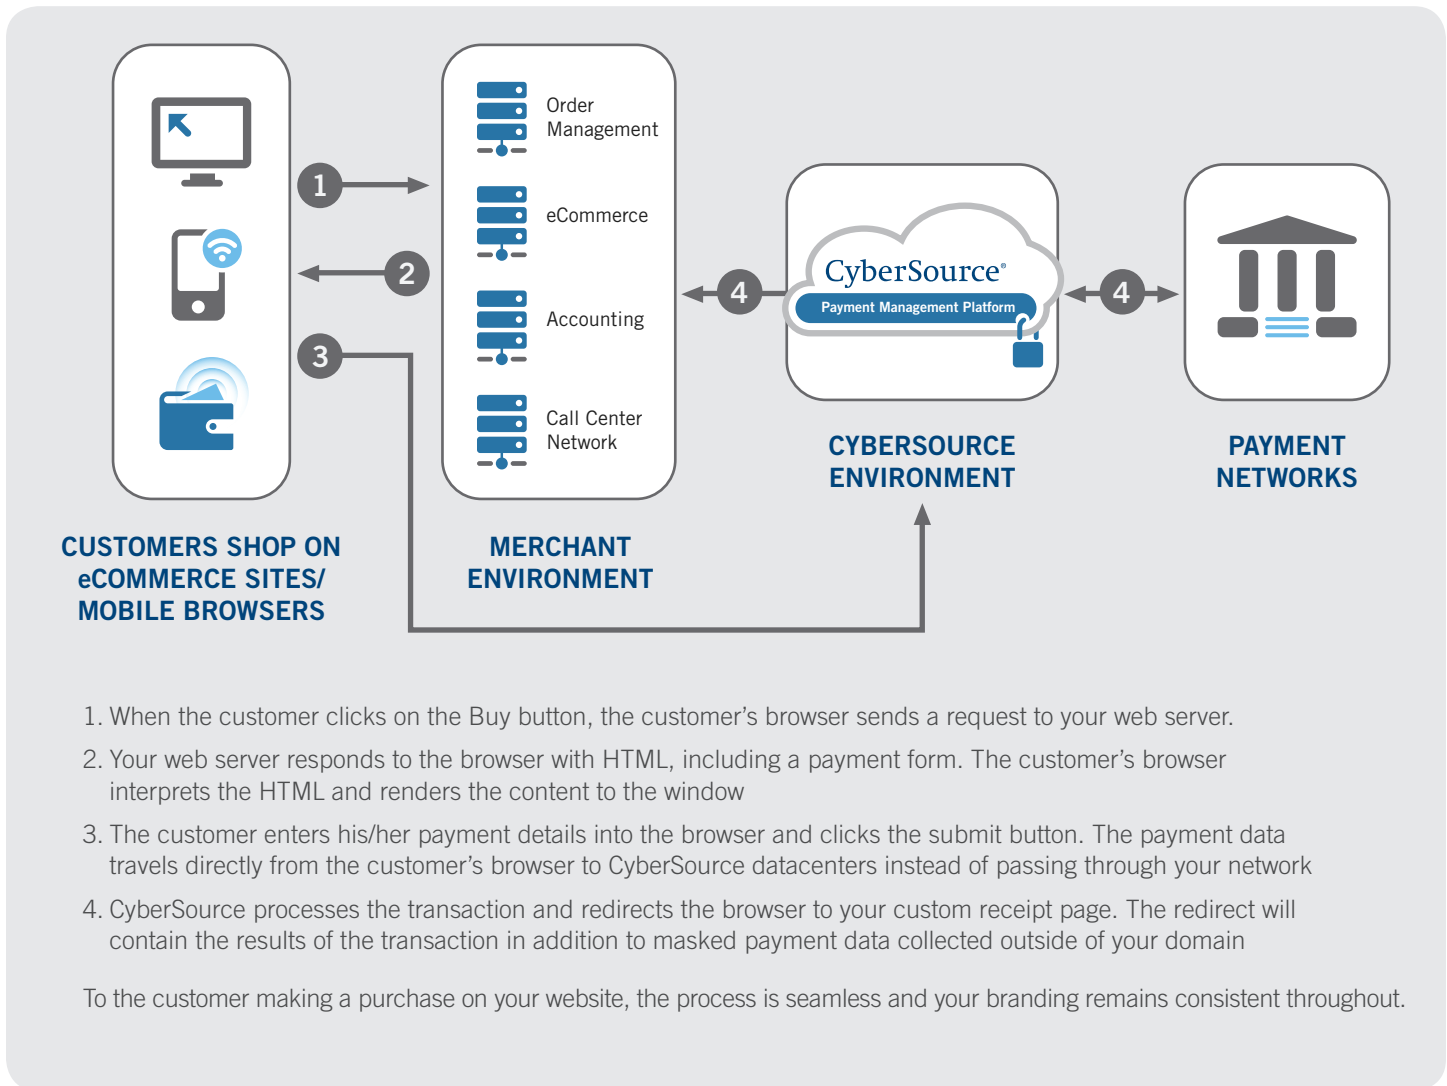 1
2
3
4
4
Order
Management
eCommerce
Accounting
Call Center
Network
CyberSource®
Payment Management Platform
CUSTOMERS SHOP ON
eCOMMERCE SITES/
MOBILE BROWSERS
MERCHANT
ENVIRONMENT
CYBERSOURCE
ENVIRONMENT
PAYMENT
NETWORKS
1. When the customer clicks on the Buy button, the customer’s browser sends a request to your web server.
2. Your web server responds to the browser with HTML, including a payment form. The customer’s browser
interprets the HTML and renders the content to the window
3. The customer enters his/her payment details into the browser and clicks the submit button. The payment data
travels directly from the customer’s browser to CyberSource datacenters instead of passing through your network
4. CyberSource processes the transaction and redirects the browser to your custom receipt page. The redirect will
contain the results of the transaction in addition to masked payment data collected outside of your domain
To the customer making a purchase on your website, the process is seamless and your branding remains consistent throughout.